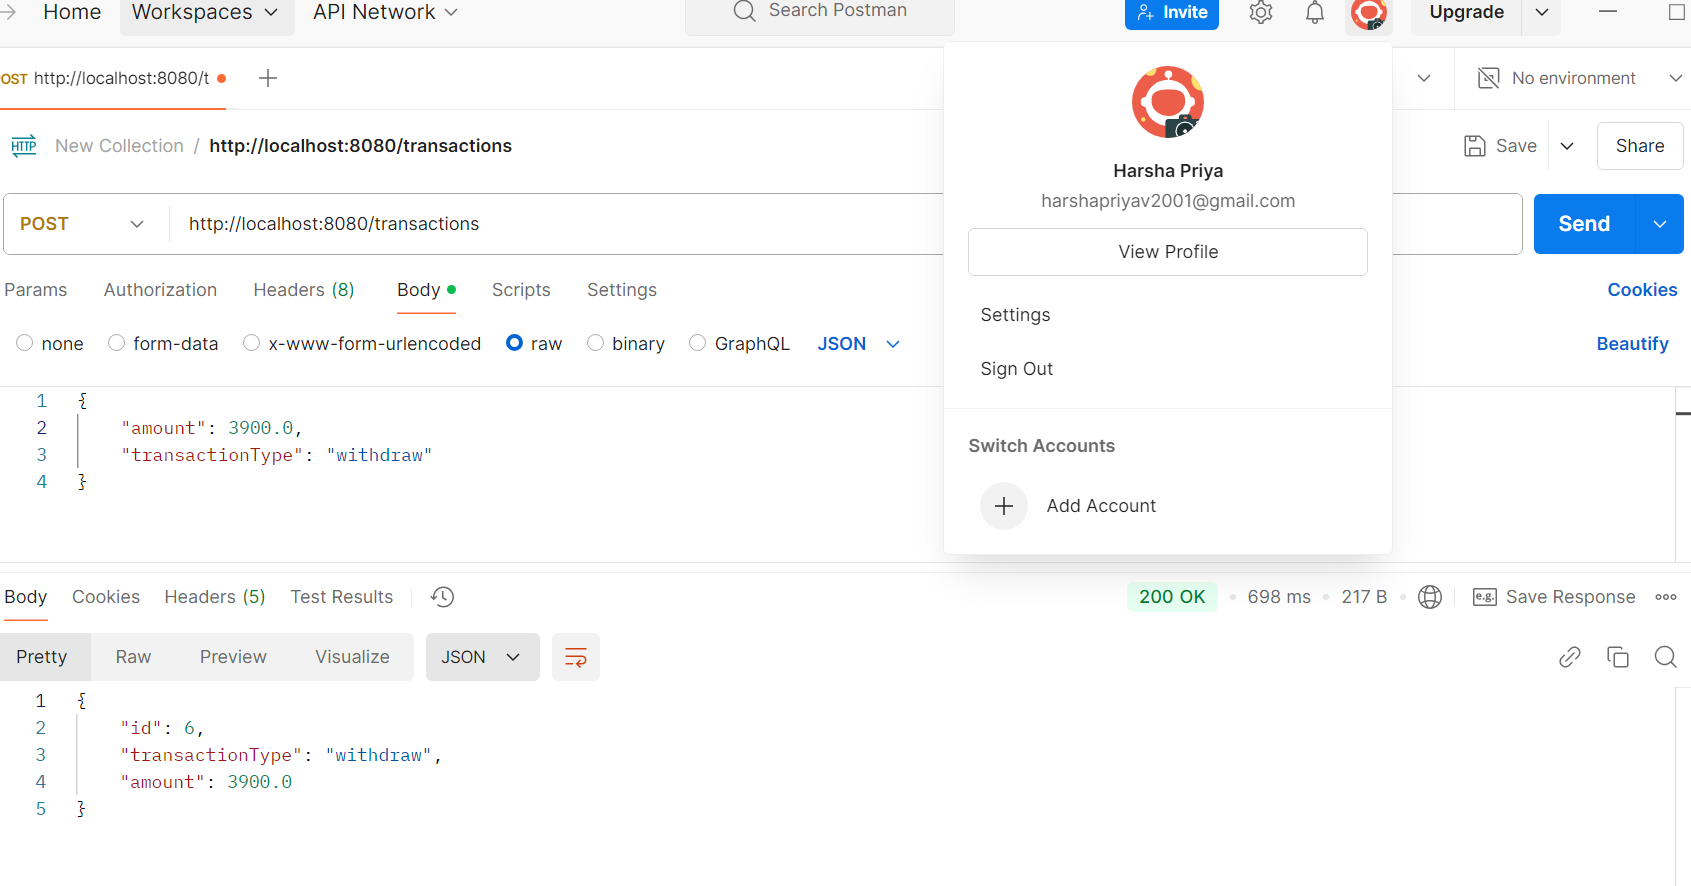 Home Workspaces API Network Search Postman Invite Upgrade
OST http://localhost:8080/t No environment
HTTP New Collection / http://localhost:8080/transactions Save Share
POST http://localhost:8080/transactions Send
Params Authorization Headers (8) Body Scripts Settings Cookies
none form-data x-www-form-urlencoded raw binary GraphQL JSON Beautify
1 {
2 "amount": 3900.0,
3 "transactionType": "withdraw"
4 }
Harsha Priya
harshapriyav2001@gmail.com
View Profile
Settings
Sign Out
Switch Accounts
Add Account
Body Cookies Headers (5) Test Results 200 OK 698 ms 217 B e.g. Save Response
Pretty Raw Preview Visualize JSON
1 {
2 "id": 6,
3 "transactionType": "withdraw",
4 "amount": 3900.0
5 }